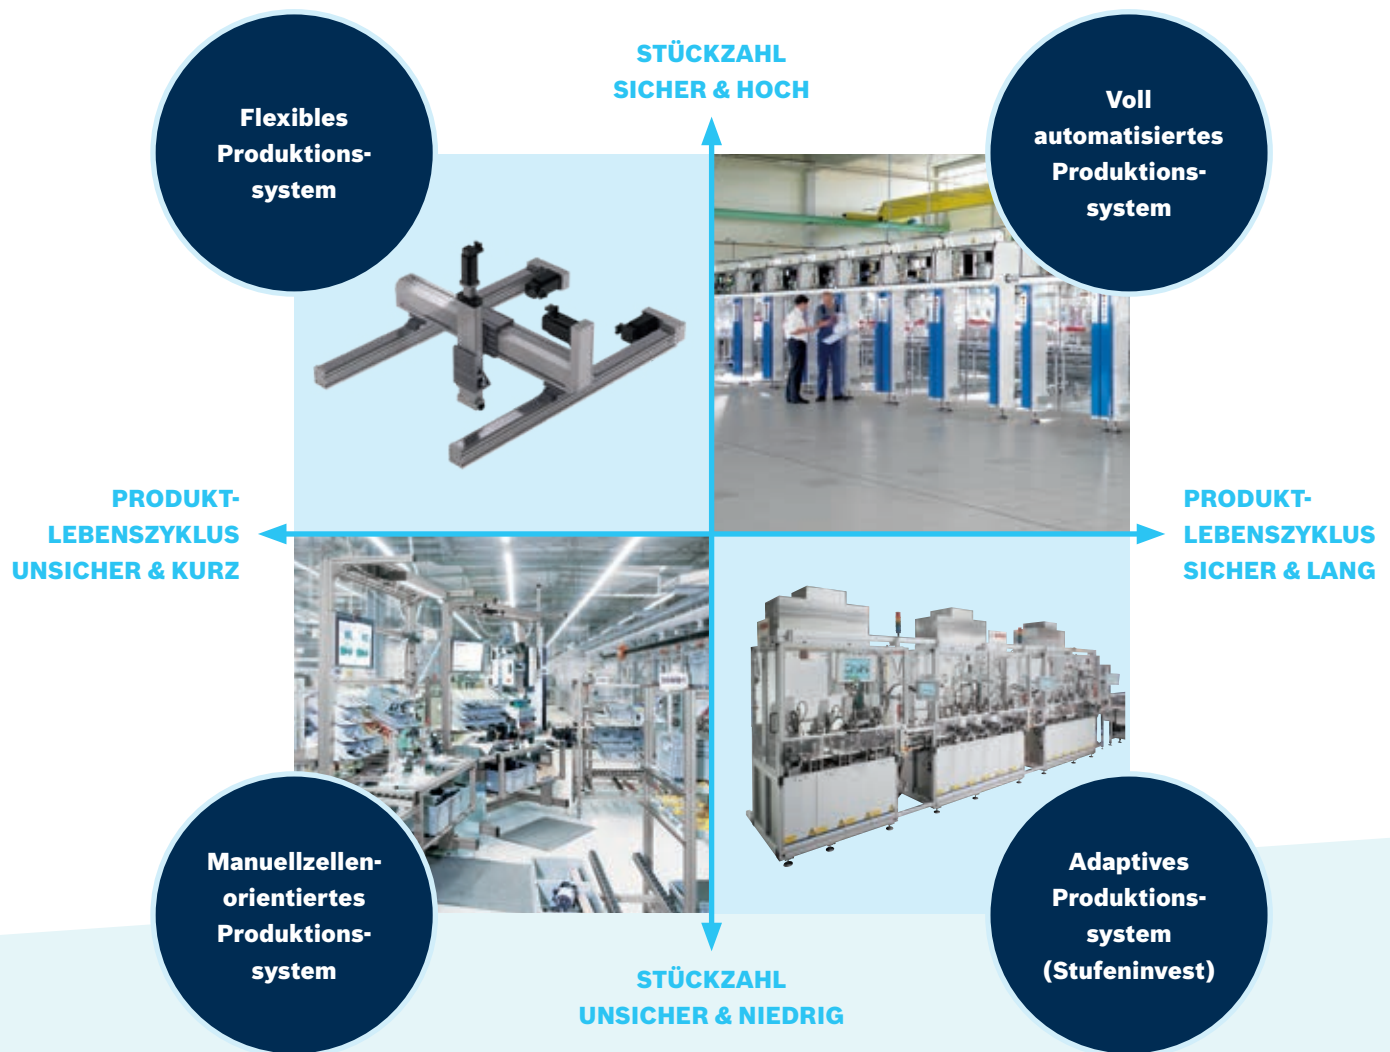 Flexibles
Produktions-
system
STÜCKZAHL
SICHER & HOCH
Voll
automatisiertes
Produktions-
system
PRODUKT-
LEBENSZYKLUS
UNSICHER & KURZ
PRODUKT-
LEBENSZYKLUS
SICHER & LANG
Manuellzellen-
orientiertes
Produktions-
system
STÜCKZAHL
UNSICHER & NIEDRIG
Adaptives
Produktions-
system
(Stufeninvest)